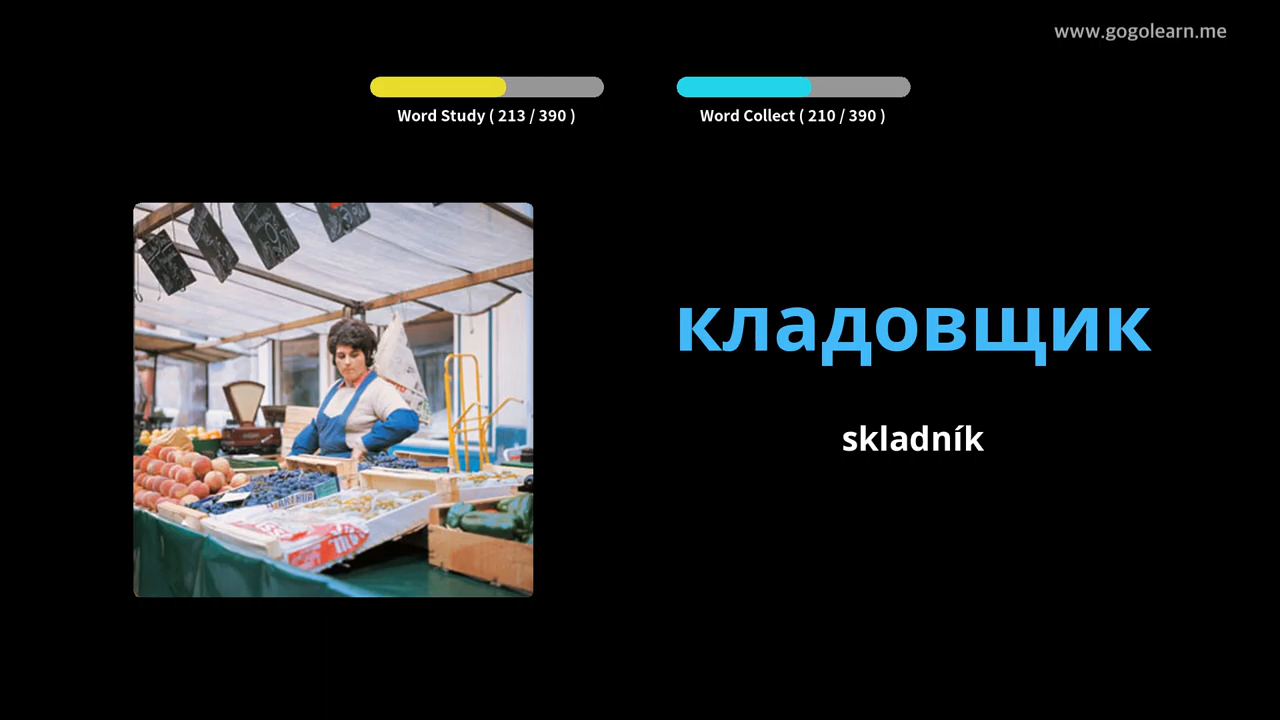 www.gogolearn.me
Word Study ( 213 / 390 )
Word Collect ( 210 / 390 )
кладовщик
skladník